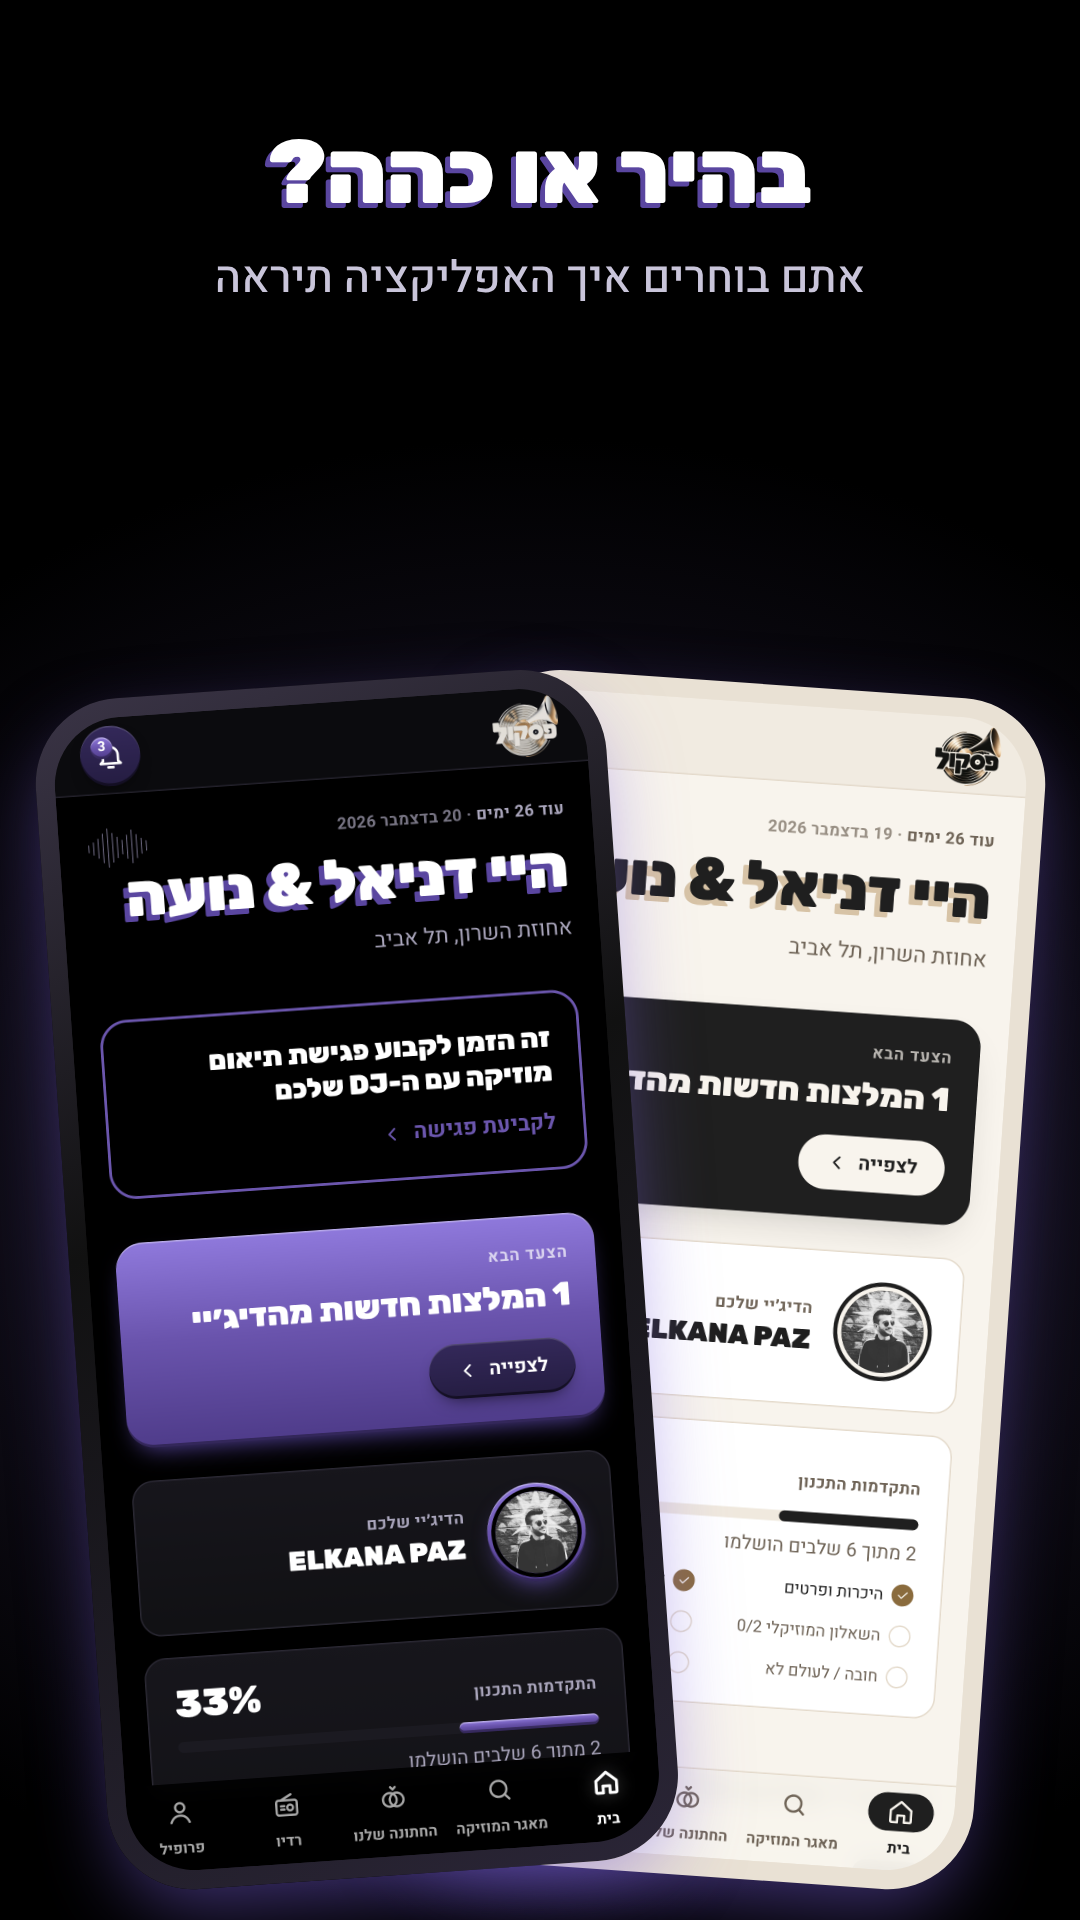 בהיר או כהה?
אתם בוחרים איך האפליקציה תיראה
3
פסקול
עוד 26 ימים · 20 בדצמבר 2026
היי דניאל & נועה
אחוזת השרון, תל אביב
זה הזמן לקבוע פגישת תיאום
מוזיקה עם ה-DJ שלכם
לקביעת פגישה
הצעד הבא
1 המלצות חדשות מהדיג׳יי
לצפייה
הדיג׳יי שלכם
ELKANA PAZ
התקדמות התכנון
33%
2 מתוך 6 שלבים הושלמו
בית
מאגר המוזיקה
החתונה שלנו
רדיו
פרופיל
פסקול
עוד 26 ימים · 19 בדצמבר 2026
היי דניאל & נוע
אחוזת השרון, תל אביב
הצעד הבא
1 המלצות חדשות מהד
לצפייה
הדיג׳יי שלכם
ELKANA PAZ
התקדמות התכנון
2 מתוך 6 שלבים הושלמו
היכרות ופרטים
השאלון המוזיקלי 0/2
חובה / לעולם לא
בית
מאגר המוזיקה
החתונה של